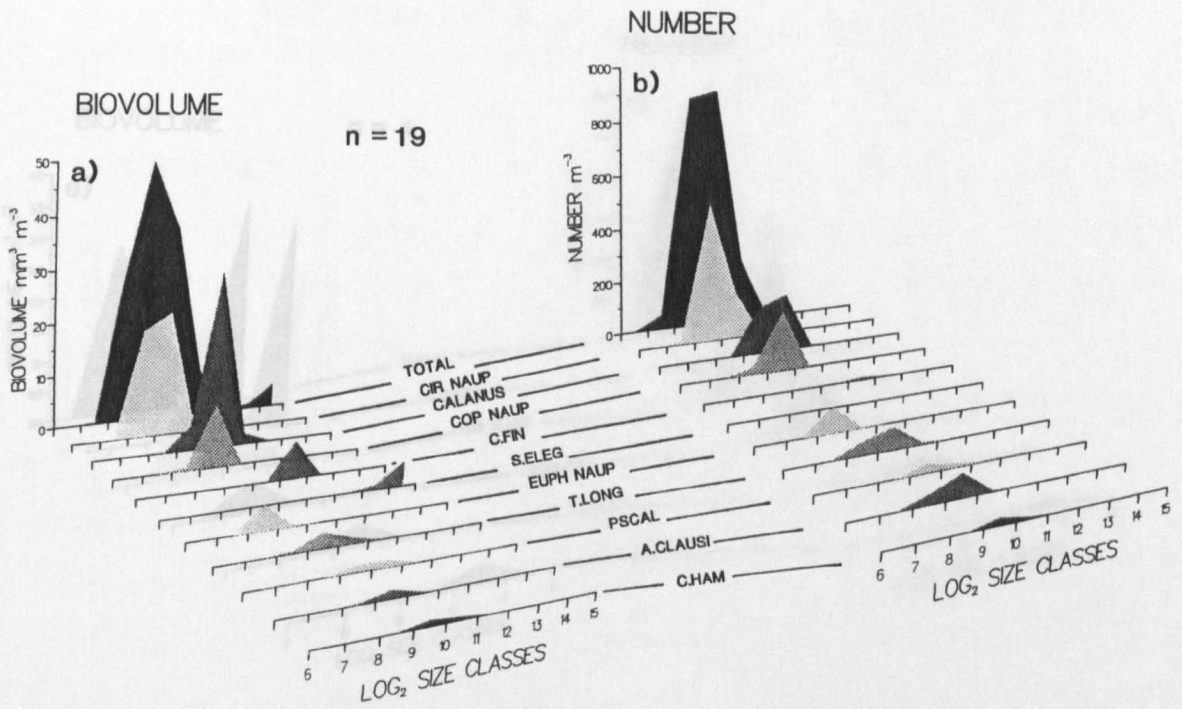 NUMBER
BIOVOLUME
n = 19
a)
50
40
30
20
10
0
BIOVOLUME mm³ m⁻³
b)
1000
800
600
400
200
0
NUMBER m⁻³
TOTAL
CIR NAUP
CALANUS
COP NAUP
C.FIN
S.ELEG
EUPH NAUP
T.LONG
PSCAL
A.CLAUSI
C.HAM
6 7 8 9 10 11 12 13 14 15
LOG₂ SIZE CLASSES
6 7 8 9 10 11 12 13 14 15
LOG₂ SIZE CLASSES